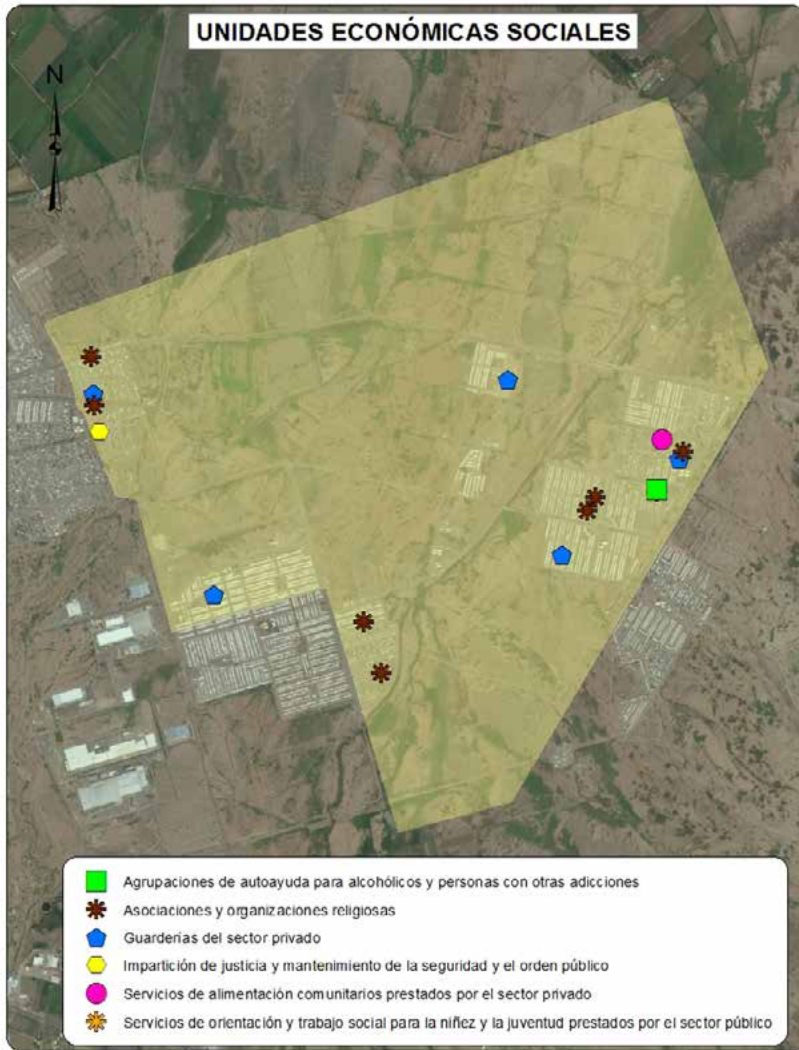 UNIDADES ECONÓMICAS SOCIALES
N
Agrupaciones de autoayuda para alcohólicos y personas con otras adicciones
Asociaciones y organizaciones religiosas
Guarderías del sector privado
Impartición de justicia y mantenimiento de la seguridad y el orden público
Servicios de alimentación comunitarios prestados por el sector privado
Servicios de orientación y trabajo social para la niñez y la juventud prestados por el sector público